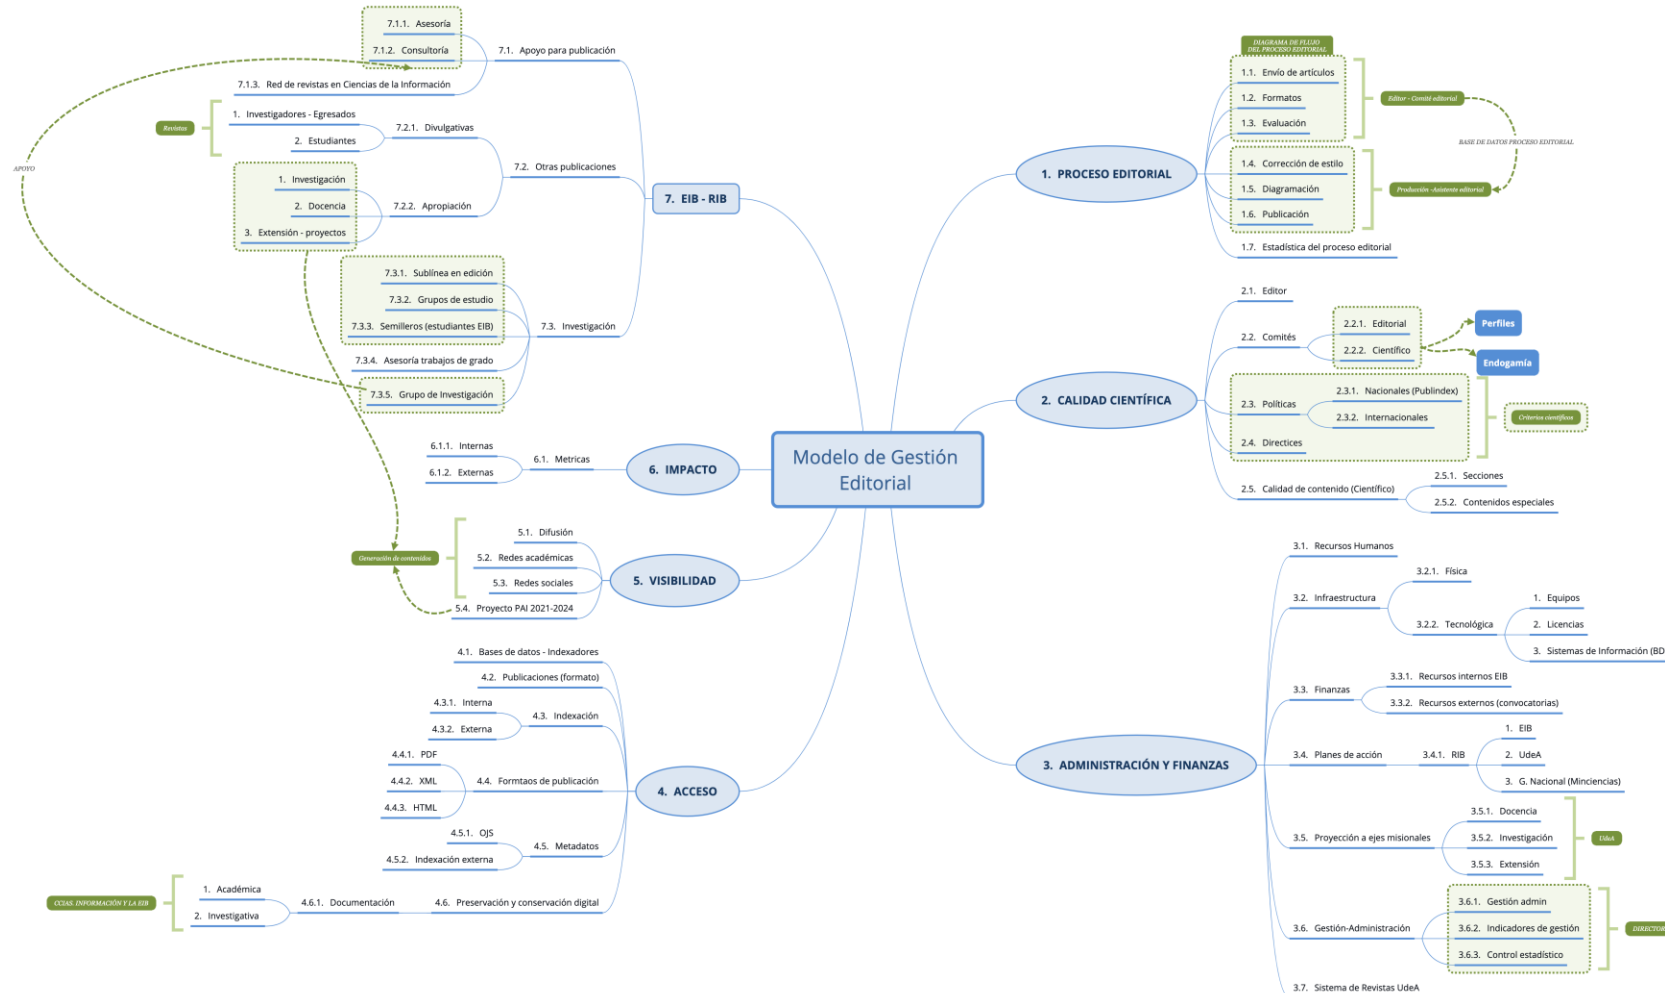 Modelo de Gestión
Editorial
1. PROCESO EDITORIAL
DIAGRAMA DE FLUJO
DEL PROCESO EDITORIAL
1.1. Envío de artículos
1.2. Formatos
1.3. Evaluación
Editor - Comité editorial
BASE DE DATOS PROCESO EDITORIAL
1.4. Corrección de estilo
1.5. Diagramación
1.6. Publicación
Producción -Asistente editorial
1.7. Estadística del proceso editorial
2. CALIDAD CIENTÍFICA
2.1. Editor
2.2. Comités
2.2.1. Editorial
2.2.2. Científico
Perfiles
Endogamía
2.3. Políticas
2.3.1. Nacionales (Publindex)
2.3.2. Internacionales
2.4. Directices
Criterios científicos
2.5. Calidad de contenido (Científico)
2.5.1. Secciones
2.5.2. Contenidos especiales
3. ADMINISTRACIÓN Y FINANZAS
3.1. Recursos Humanos
3.2. Infraestructura
3.2.1. Física
3.2.2. Tecnológica
1. Equipos
2. Licencias
3. Sistemas de Información (BD
3.3. Finanzas
3.3.1. Recursos internos EIB
3.3.2. Recursos externos (convocatorias)
3.4. Planes de acción
3.4.1. RIB
1. EIB
2. UdeA
3. G. Nacional (Minciencias)
3.5. Proyección a ejes misionales
3.5.1. Docencia
3.5.2. Investigación
3.5.3. Extensión
UdeA
3.6. Gestión-Administración
3.6.1. Gestión admin
3.6.2. Indicadores de gestión
3.6.3. Control estadístico
DIRECTOR
3.7. Sistema de Revistas UdeA
4. ACCESO
4.1. Bases de datos - Indexadores
4.2. Publicaciones (formato)
4.3. Indexación
4.3.1. Interna
4.3.2. Externa
4.4. Formtaos de publicación
4.4.1. PDF
4.4.2. XML
4.4.3. HTML
4.5. Metadatos
4.5.1. OJS
4.5.2. Indexación externa
4.6. Preservación y conservación digital
4.6.1. Documentación
1. Académica
2. Investigativa
CCIAS. INFORMACIÓN Y LA EIB
5. VISIBILIDAD
5.1. Difusión
5.2. Redes académicas
5.3. Redes sociales
5.4. Proyecto PAI 2021-2024
Generación de contenidos
6. IMPACTO
6.1. Metricas
6.1.1. Internas
6.1.2. Externas
7. EIB - RIB
7.1. Apoyo para publicación
7.1.1. Asesoría
7.1.2. Consultoría
7.1.3. Red de revistas en Ciencias de la Información
7.2. Otras publicaciones
7.2.1. Divulgativas
1. Investigadores - Egresados
2. Estudiantes
Revistas
7.2.2. Apropiación
1. Investigación
2. Docencia
3. Extensión - proyectos
7.3. Investigación
7.3.1. Sublínea en edición
7.3.2. Grupos de estudio
7.3.3. Semilleros (estudiantes EIB)
7.3.4. Asesoría trabajos de grado
7.3.5. Grupo de Investigación
APOYO